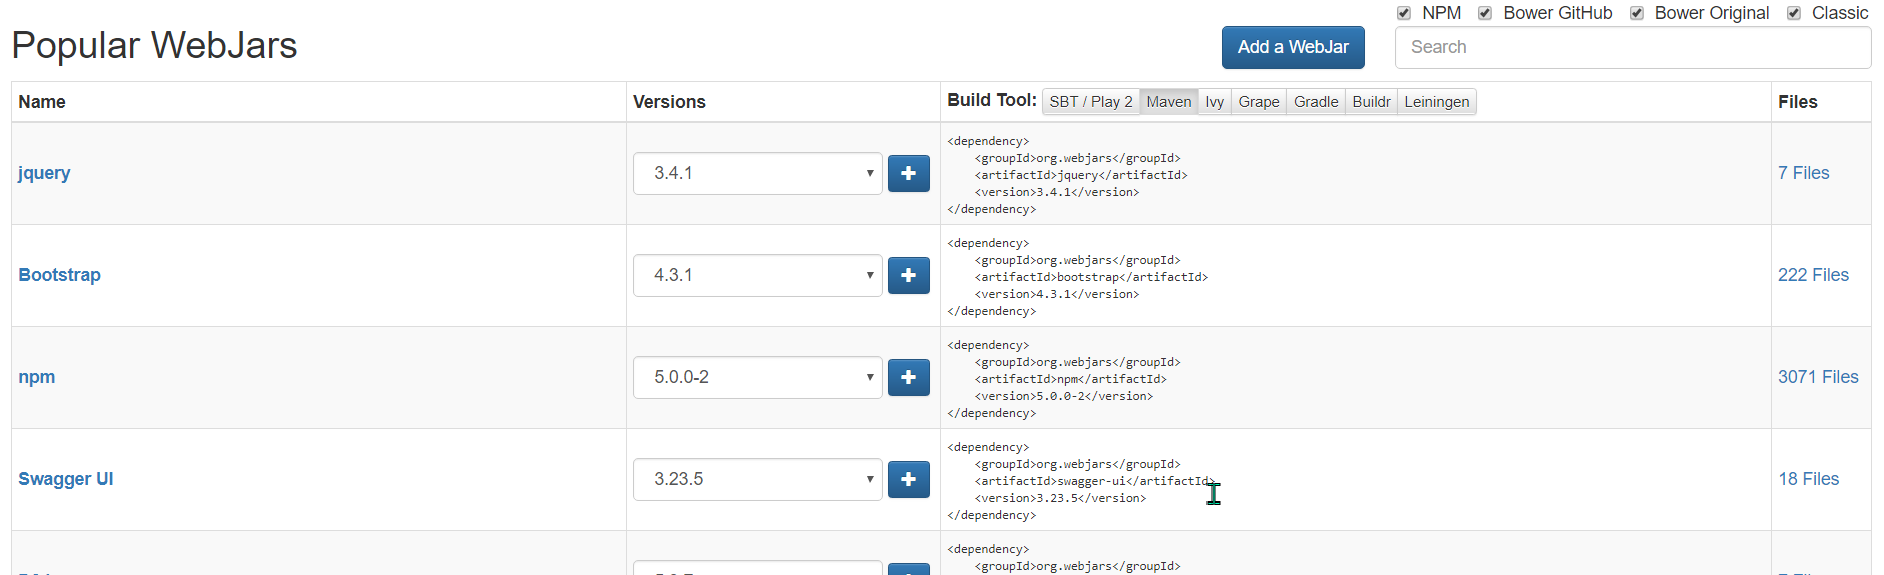 NPM Bower GitHub Bower Original Classic
Popular WebJars
Add a WebJar
Search
Name Versions Build Tool: SBT / Play 2 Maven Ivy Grape Gradle Buildr Leiningen Files
jquery
3.4.1
<dependency>
    <groupId>org.webjars</groupId>
    <artifactId>jquery</artifactId>
    <version>3.4.1</version>
</dependency>
7 Files
Bootstrap
4.3.1
<dependency>
    <groupId>org.webjars</groupId>
    <artifactId>bootstrap</artifactId>
    <version>4.3.1</version>
</dependency>
222 Files
npm
5.0.0-2
<dependency>
    <groupId>org.webjars</groupId>
    <artifactId>npm</artifactId>
    <version>5.0.0-2</version>
</dependency>
3071 Files
Swagger UI
3.23.5
<dependency>
    <groupId>org.webjars</groupId>
    <artifactId>swagger-ui</artifactId>
    <version>3.23.5</version>
</dependency>
18 Files
<dependency>
    <groupId>org.webjars</groupId>